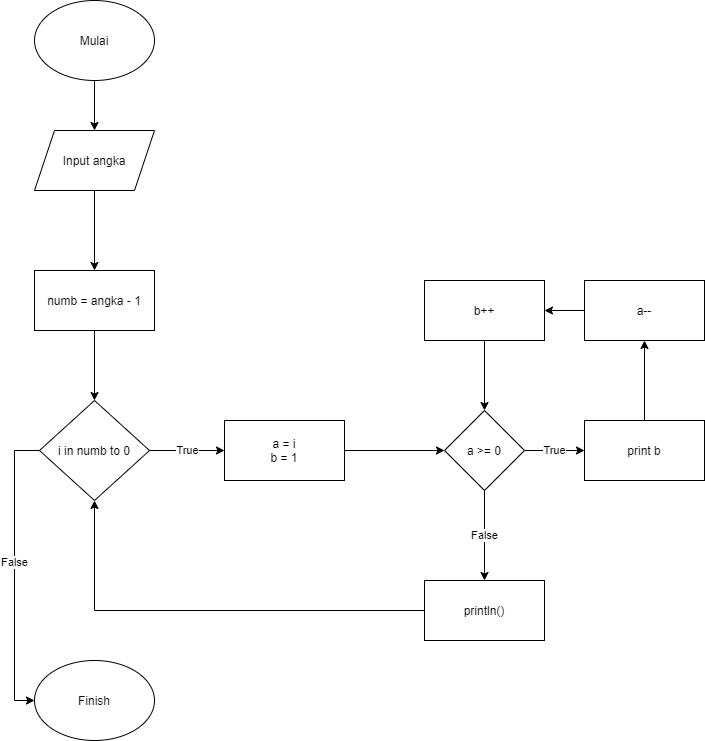 Mulai
Input angka
numb = angka - 1
i in numb to 0
True
a = i
b = 1
a >= 0
True
print b
a--
b++
False
println()
False
Finish